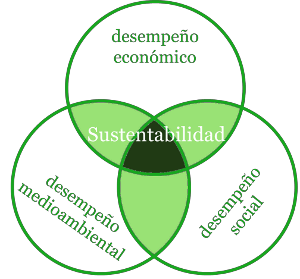 desempeño
económico
Sustentabilidad
desempeño
medioambiental
desempeño
social